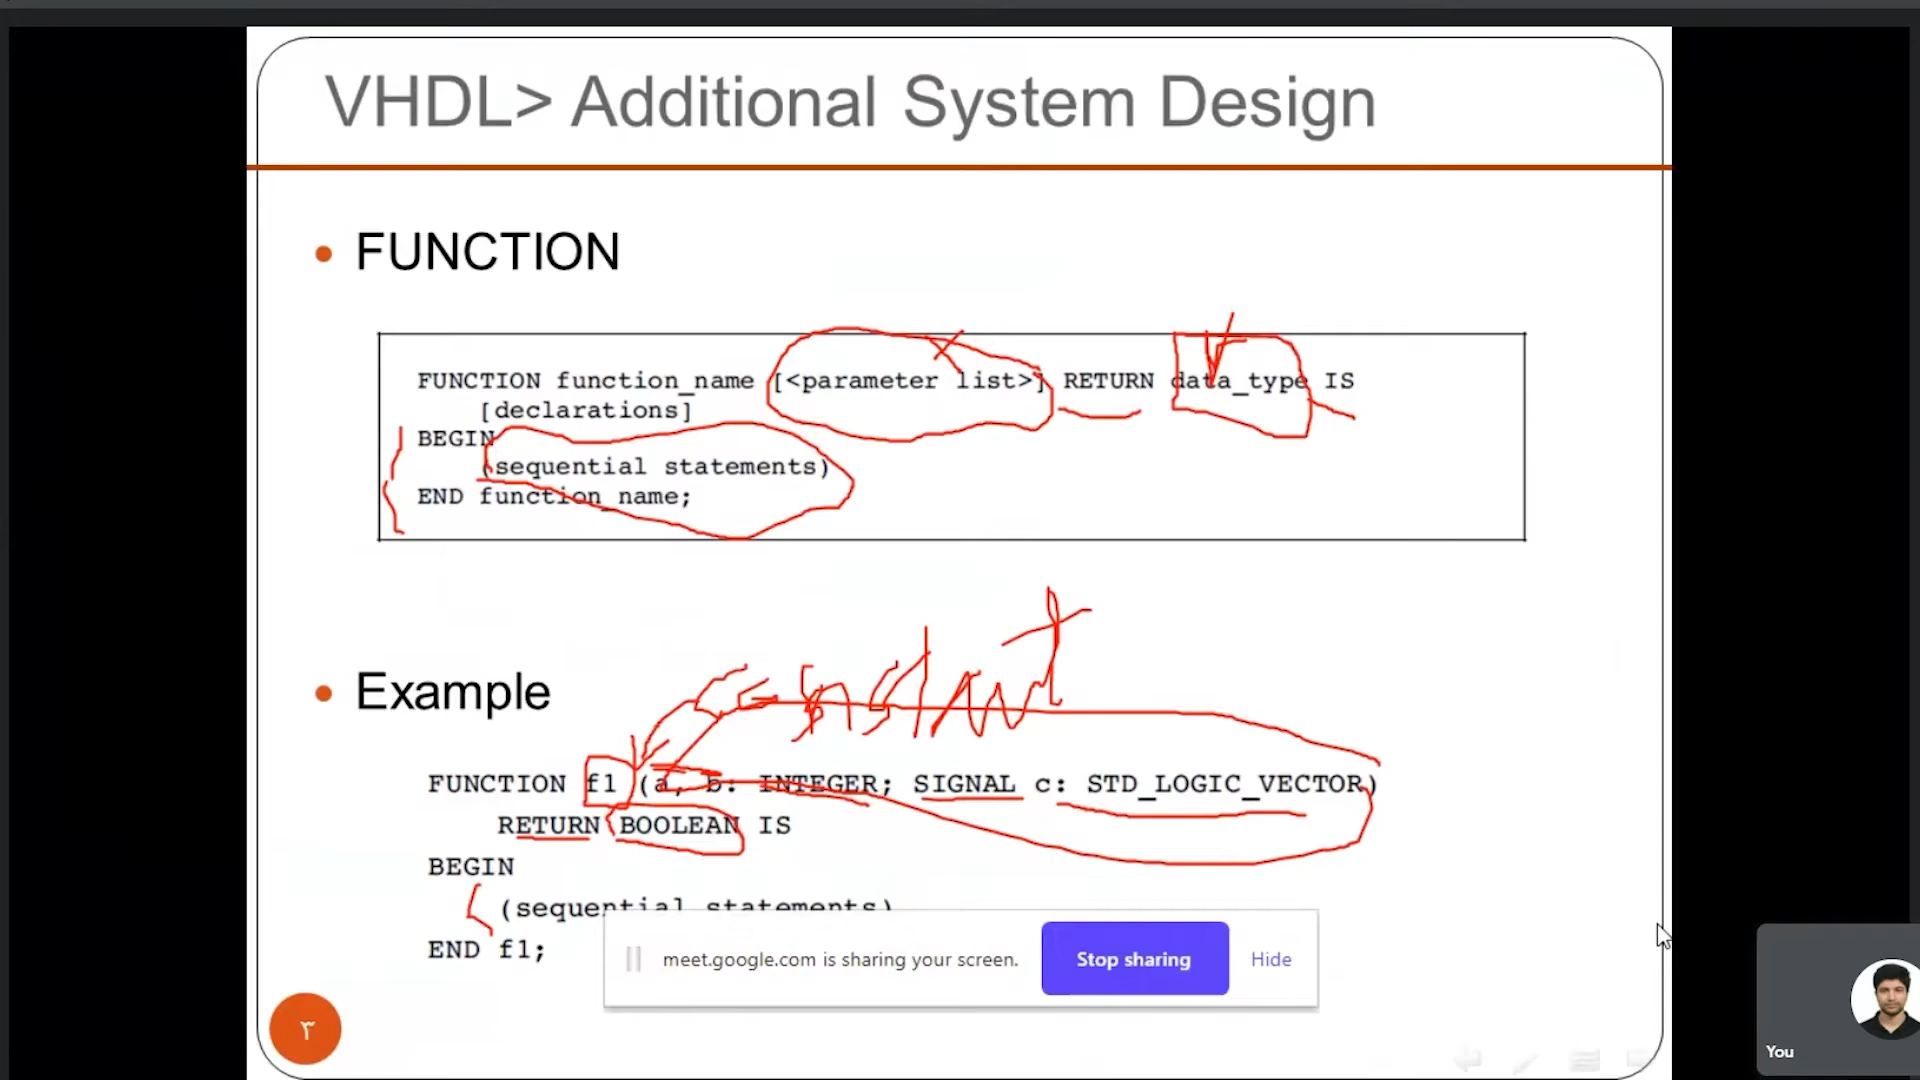 VHDL> Additional System Design
• FUNCTION
FUNCTION function_name [<parameter list>] RETURN data_type IS
[declarations]
BEGIN
(sequential statements)
END function_name;
constant
• Example
FUNCTION f1 (a, b: INTEGER; SIGNAL c: STD_LOGIC_VECTOR)
RETURN BOOLEAN IS
BEGIN
(sequential statements)
END f1;
meet.google.com is sharing your screen.
Stop sharing
Hide
٣
You